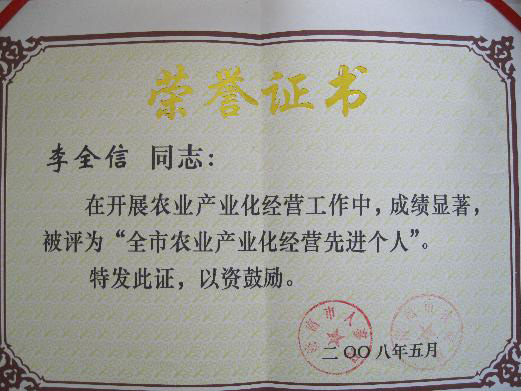 荣誉证书
李全信 同志:
在开展农业产业化经营工作中,成绩显著,
被评为“全市农业产业化经营先进个人”。
特发此证,以资鼓励。
二〇〇八年五月